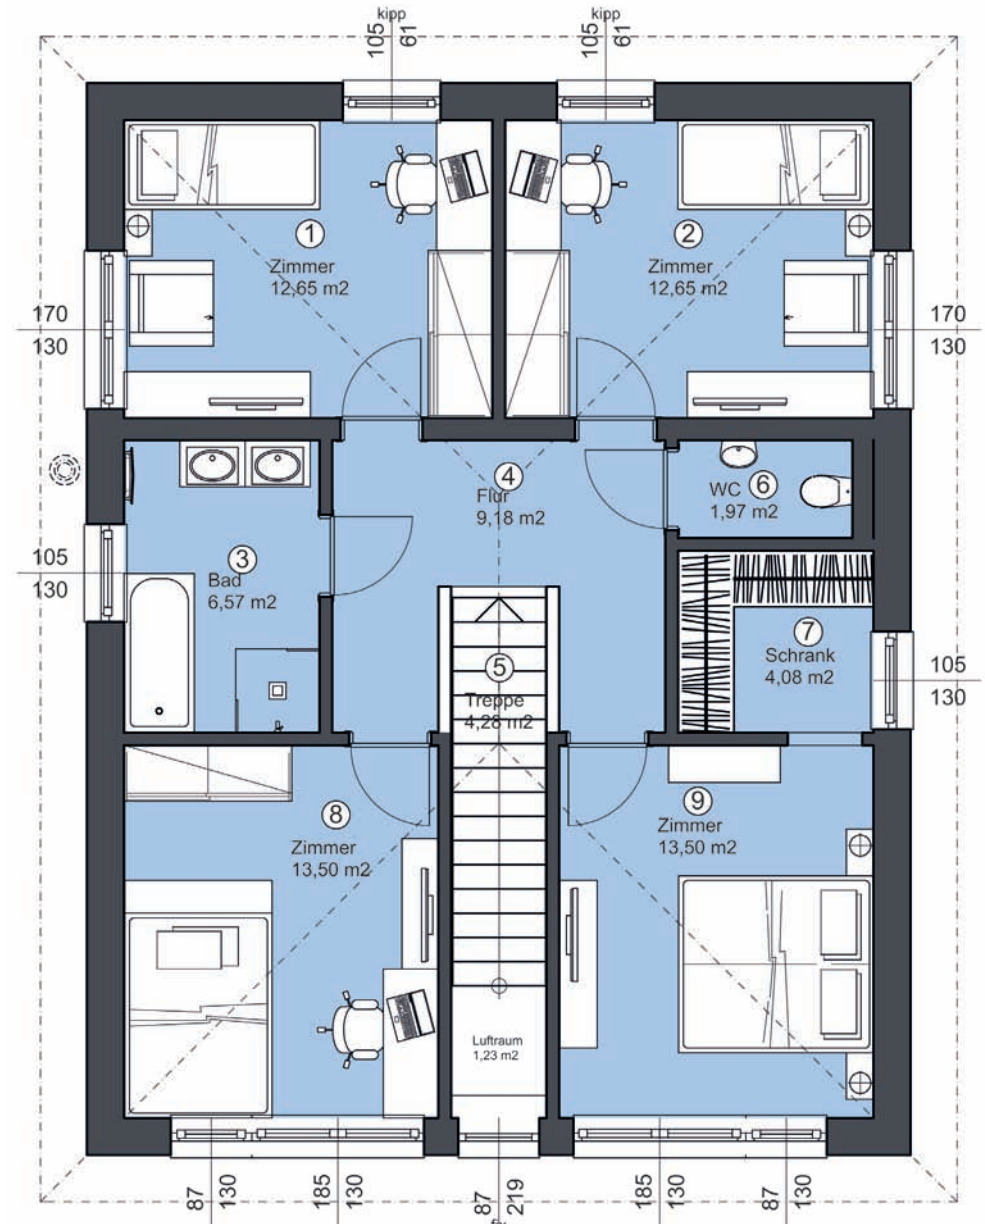 kipp
105
61
kipp
105
61
1
Zimmer
12,65 m2
2
Zimmer
12,65 m2
170
130
170
130
4
Flur
9,18 m2
6
WC
1,97 m2
3
Bad
6,57 m2
105
130
7
Schrank
4,08 m2
105
130
5
Treppe
4,28 m2
8
Zimmer
13,50 m2
9
Zimmer
13,50 m2
Luftraum
1,23 m2
87
130
185
130
87
219
185
130
87
130